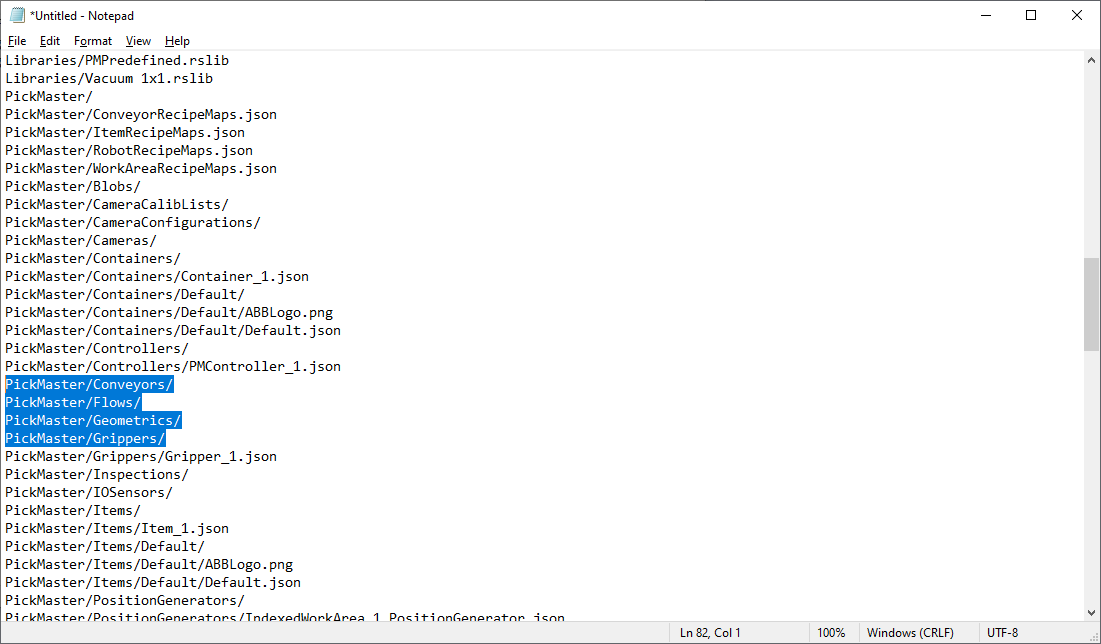 *Untitled - Notepad
File Edit Format View Help
Libraries/PMPredefined.rslib
Libraries/Vacuum 1x1.rslib
PickMaster/
PickMaster/ConveyorRecipeMaps.json
PickMaster/ItemRecipeMaps.json
PickMaster/RobotRecipeMaps.json
PickMaster/WorkAreaRecipeMaps.json
PickMaster/Blobs/
PickMaster/CameraCalibLists/
PickMaster/CameraConfigurations/
PickMaster/Cameras/
PickMaster/Containers/
PickMaster/Containers/Container_1.json
PickMaster/Containers/Default/
PickMaster/Containers/Default/ABBLogo.png
PickMaster/Containers/Default/Default.json
PickMaster/Controllers/
PickMaster/Controllers/PMController_1.json
PickMaster/Conveyors/
PickMaster/Flows/
PickMaster/Geometrics/
PickMaster/Grippers/
PickMaster/Grippers/Gripper_1.json
PickMaster/Inspections/
PickMaster/IOSensors/
PickMaster/Items/
PickMaster/Items/Item_1.json
PickMaster/Items/Default/
PickMaster/Items/Default/ABBLogo.png
PickMaster/Items/Default/Default.json
PickMaster/PositionGenerators/
PickMaster/PositionGenerators/IndexedWorkArea_1_PositionGenerator.json
Ln 82, Col 1 100% Windows (CRLF) UTF-8